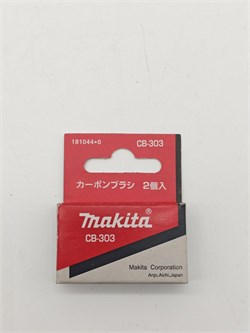 181044-0 CB-303
カーボンブラシ 2個入
makita®
CB-303
Makita Corporation
Anjo,Aichi,Japan